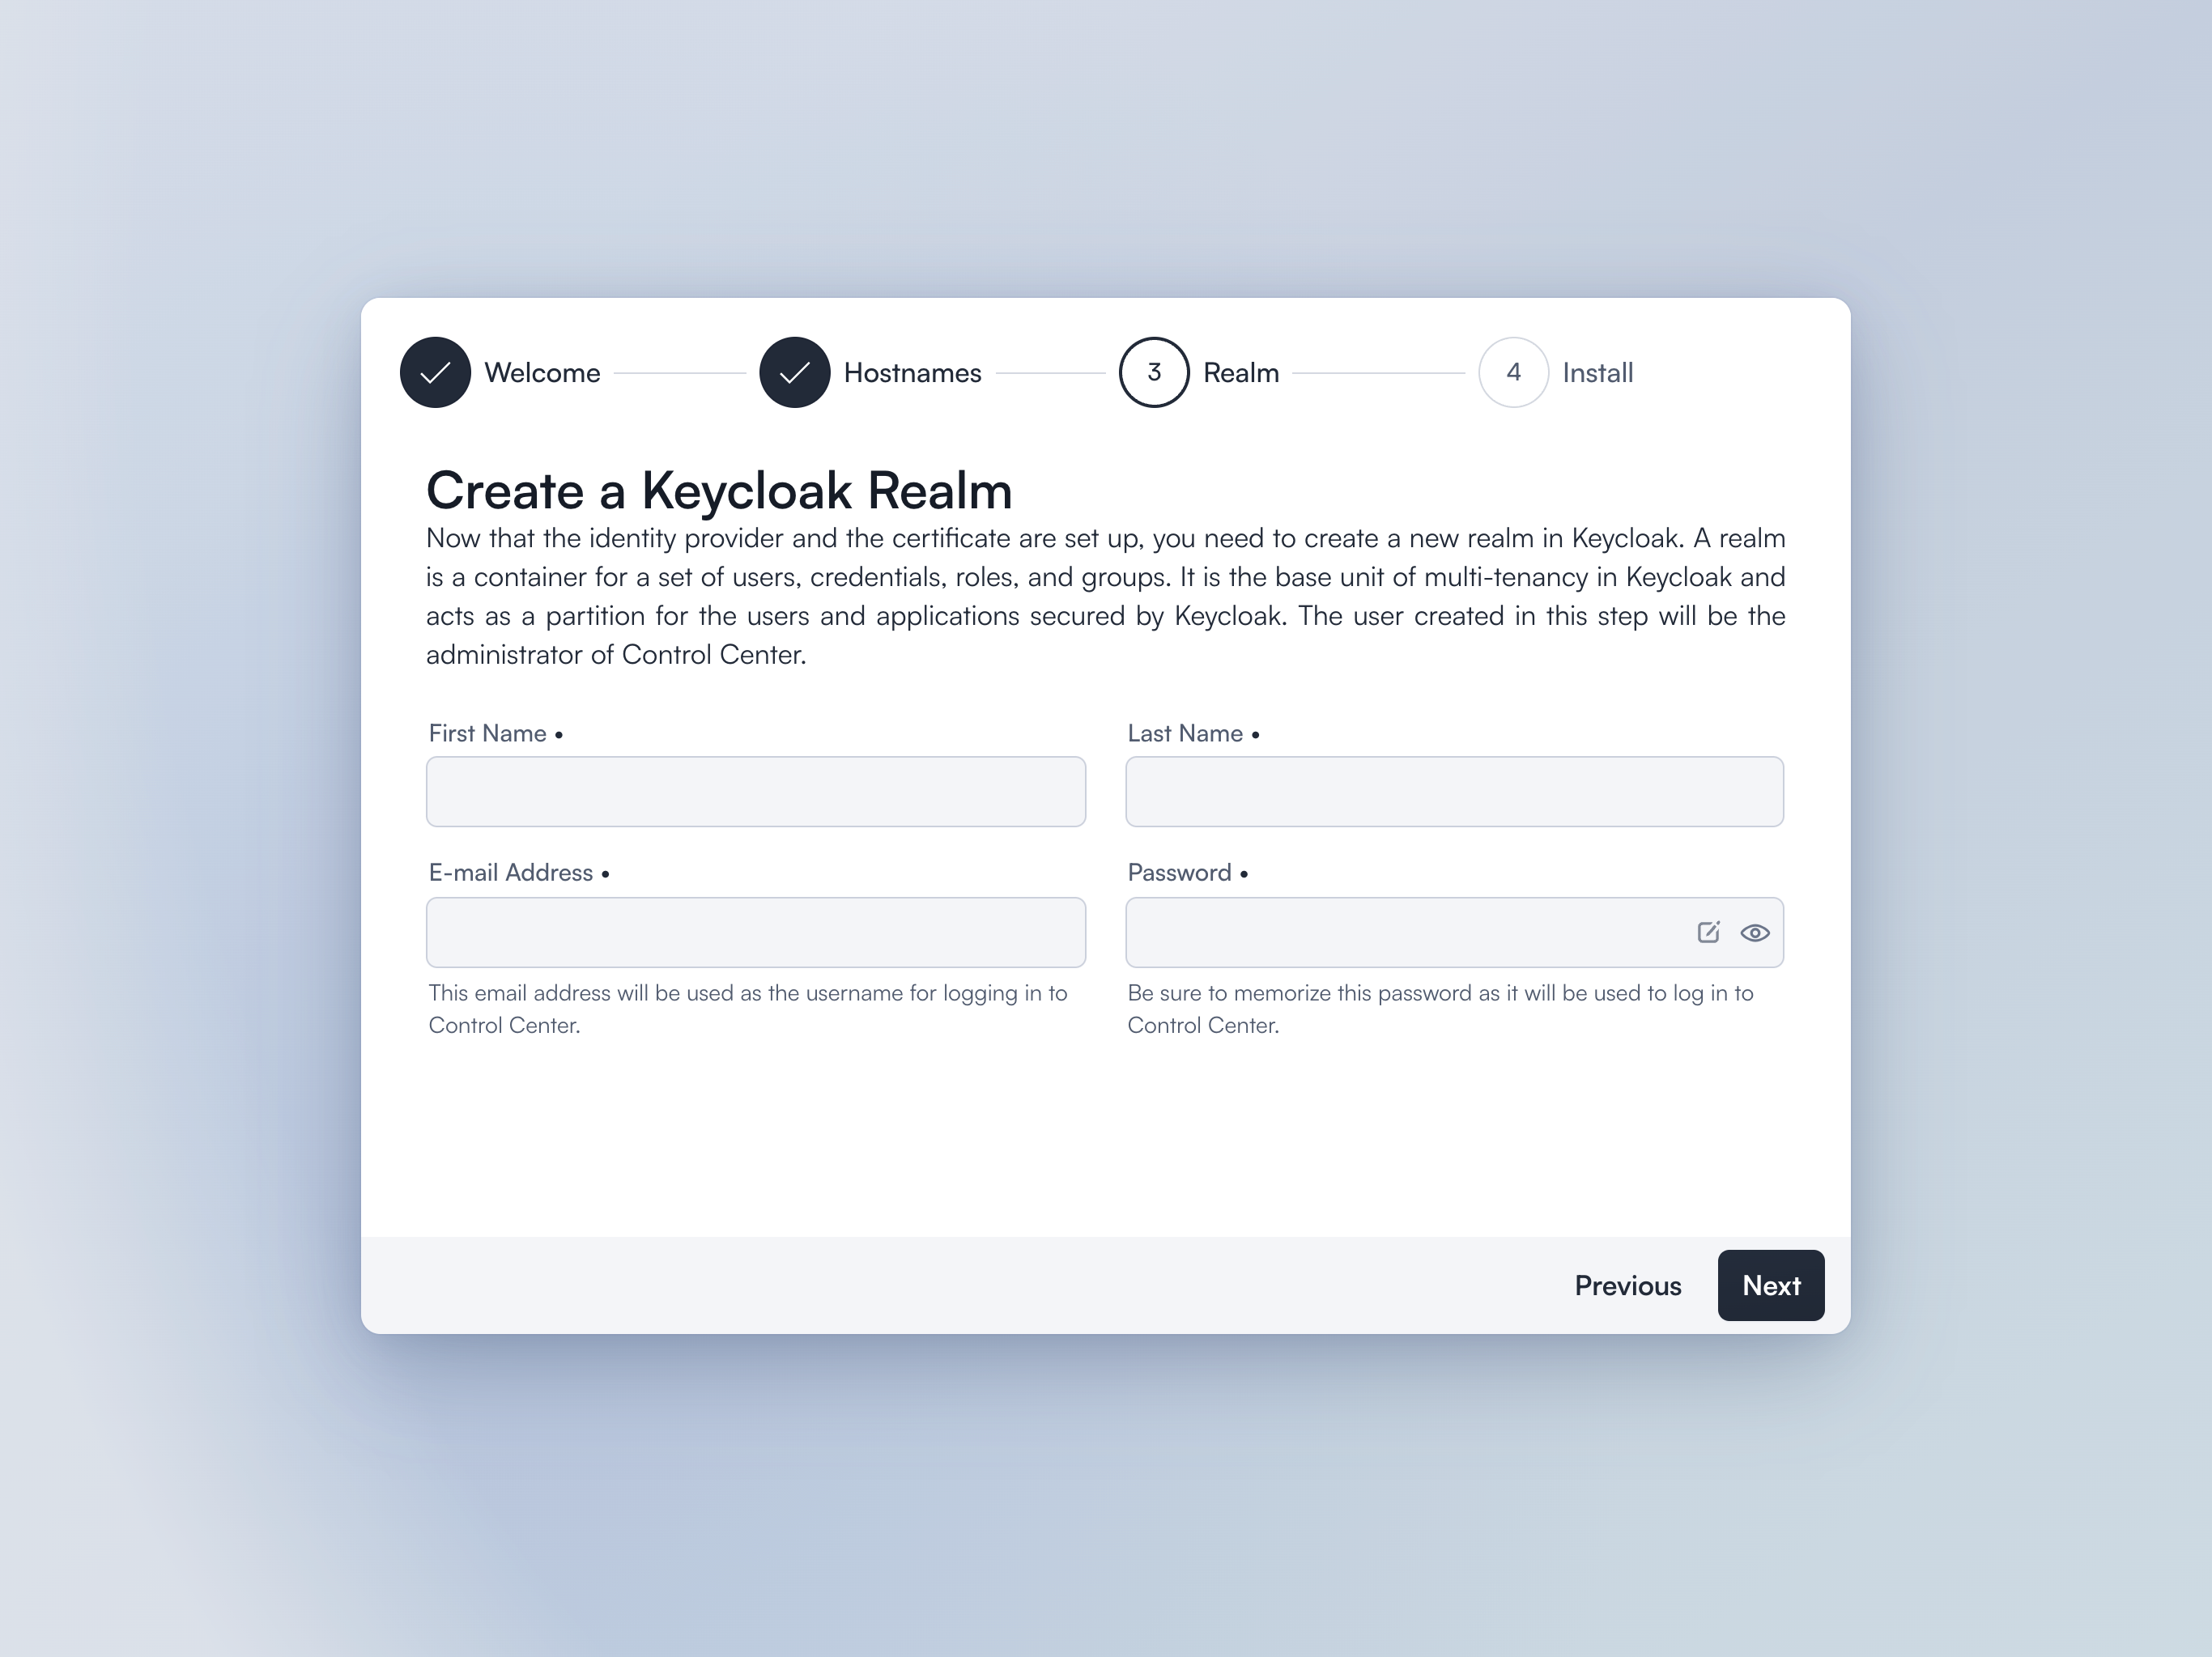 Welcome
Hostnames
3 Realm
4 Install
Create a Keycloak Realm
Now that the identity provider and the certificate are set up, you need to create a new realm in Keycloak. A realm
is a container for a set of users, credentials, roles, and groups. It is the base unit of multi-tenancy in Keycloak and
acts as a partition for the users and applications secured by Keycloak. The user created in this step will be the
administrator of Control Center.
First Name •
Last Name •
E-mail Address •
Password •
This email address will be used as the username for logging in to
Control Center.
Be sure to memorize this password as it will be used to log in to
Control Center.
Previous
Next